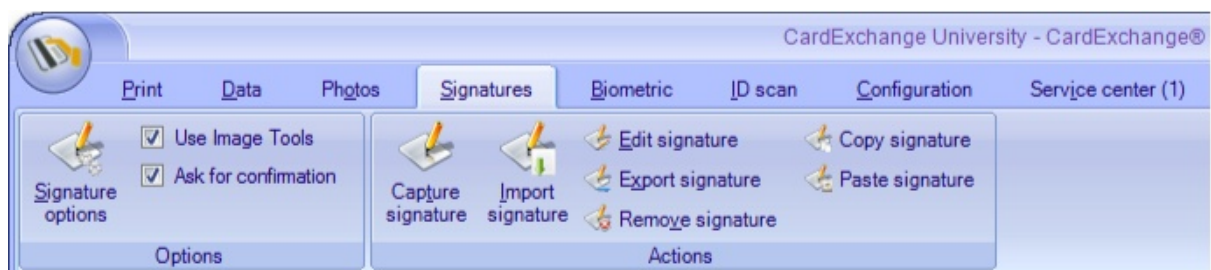 CardExchange University - CardExchange®
Print Data Photos Signatures Biometric ID scan Configuration Service center (1)
Signature options
Use Image Tools
Ask for confirmation
Options
Capture signature
Import signature
Edit signature
Export signature
Remove signature
Copy signature
Paste signature
Actions